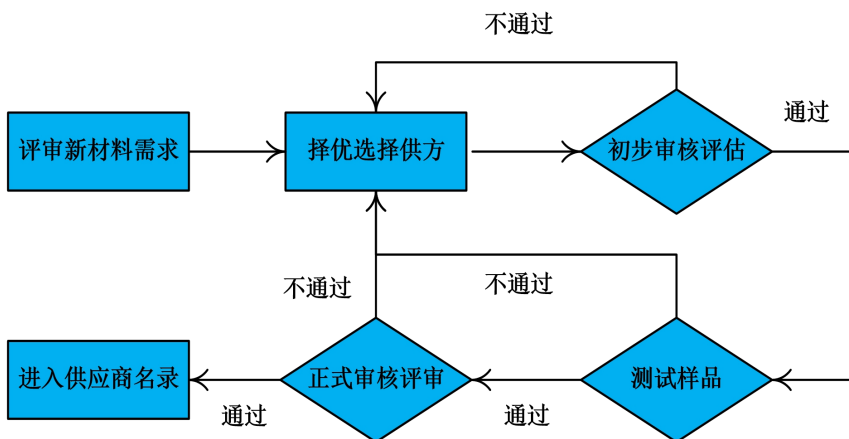 不通过
通过
评审新材料需求
择优选择供方
初步审核评估
不通过
不通过
进入供应商名录
正式审核评审
测试样品
通过
通过